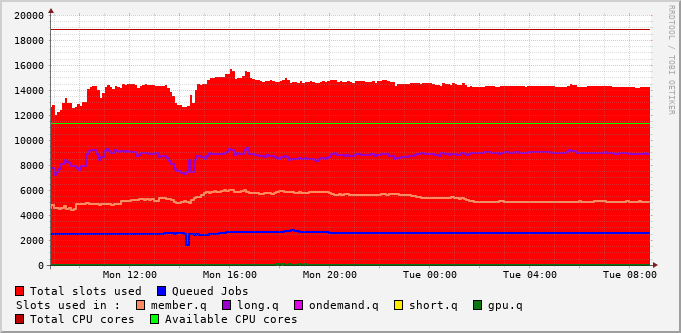 RRDTOOL / TOBI OETIKER
20000
18000
16000
14000
12000
10000
8000
6000
4000
2000
0
Mon 12:00 Mon 16:00 Mon 20:00 Tue 00:00 Tue 04:00 Tue 08:00
Total slots used Queued Jobs
Slots used in : member.q long.q ondemand.q short.q gpu.q
Total CPU cores Available CPU cores